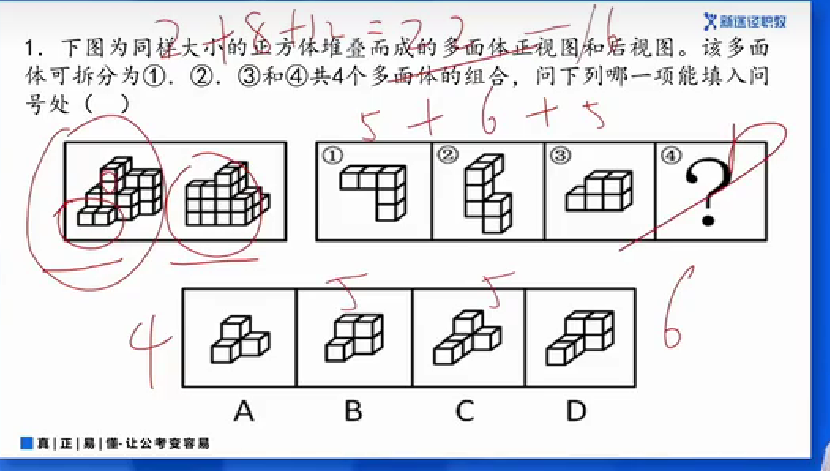 2+8+12=22-16
新途径职教
1. 下图为同样大小的正方体堆叠而成的多面体正视图和后视图。该多面
体可拆分为①. ②. ③和④共4个多面体的组合,问下列哪一项能填入问
号处( )
5+6+5
① ② ③ ④
?
5 5
4 6
A B C D
真|正|易|懂·让公考变容易